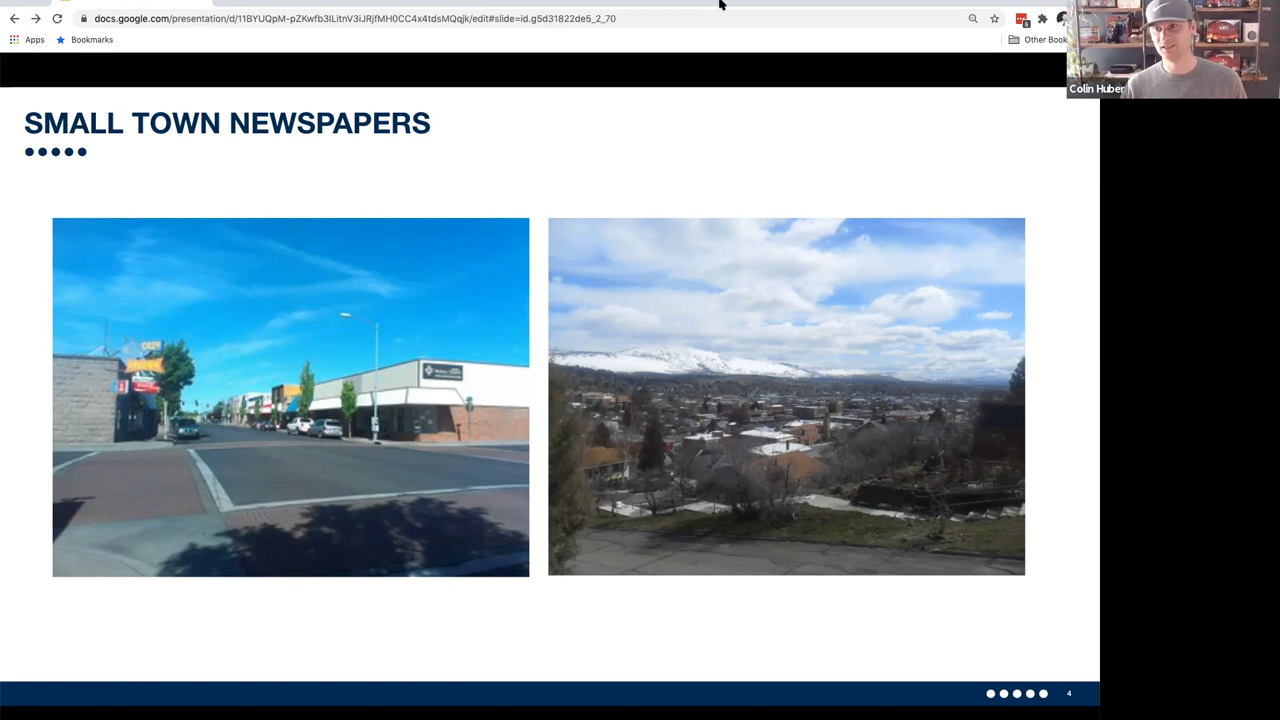 docs.google.com/presentation/d/11BYUQpM-pZKwfb3ILitnV3iJRjfMH0CC4x4tdsMQqjk/edit#slide=id.g5d31822de5_2_70
Apps
Bookmarks
Other Book
Colin Huber
SMALL TOWN NEWSPAPERS
4